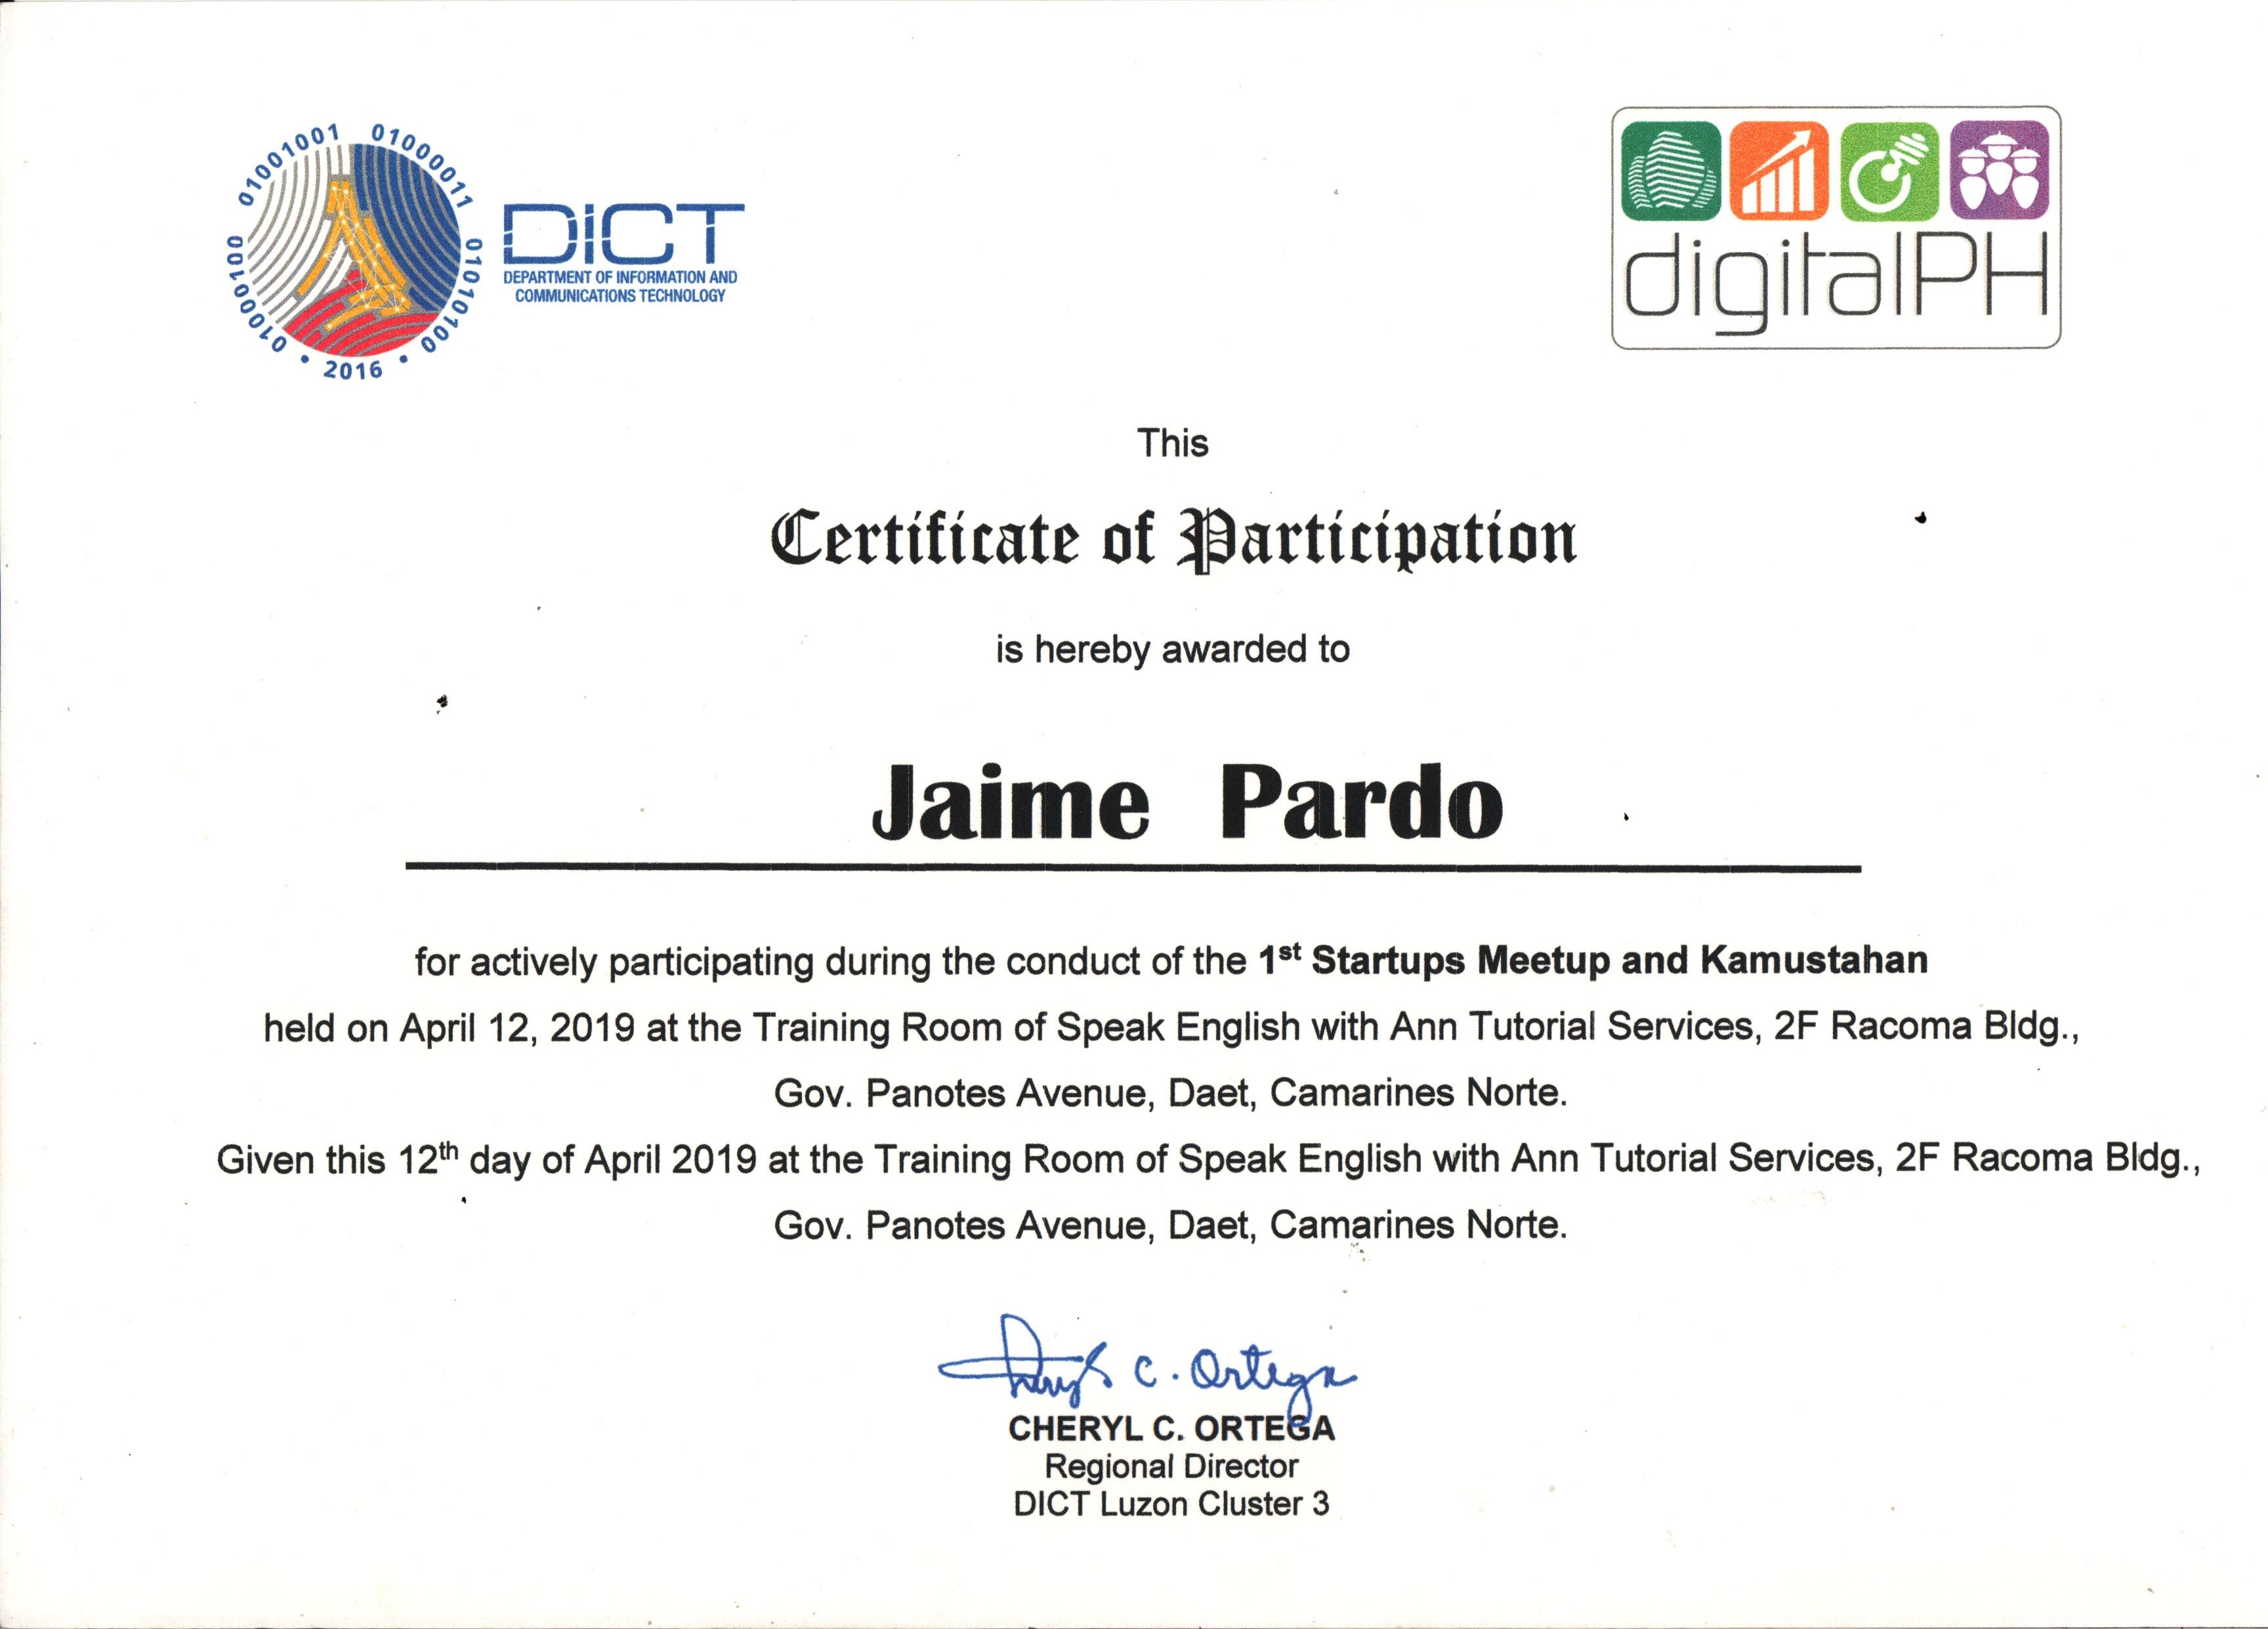 01001001 01000011 01010100 01000100 • 2016 •
DICT
DEPARTMENT OF INFORMATION AND
COMMUNICATIONS TECHNOLOGY
digitalPH
This
Certificate of Participation
is hereby awarded to
Jaime Pardo
for actively participating during the conduct of the 1st Startups Meetup and Kamustahan
held on April 12, 2019 at the Training Room of Speak English with Ann Tutorial Services, 2F Racoma Bldg.,
Gov. Panotes Avenue, Daet, Camarines Norte.
Given this 12th day of April 2019 at the Training Room of Speak English with Ann Tutorial Services, 2F Racoma Bldg.,
Gov. Panotes Avenue, Daet, Camarines Norte.
Cheryl C. Ortega
CHERYL C. ORTEGA
Regional Director
DICT Luzon Cluster 3